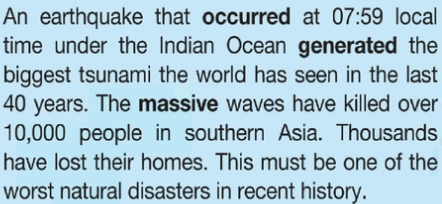 An earthquake that occurred at 07:59 local
time under the Indian Ocean generated the
biggest tsunami the world has seen in the last
40 years. The massive waves have killed over
10,000 people in southern Asia. Thousands
have lost their homes. This must be one of the
worst natural disasters in recent history.